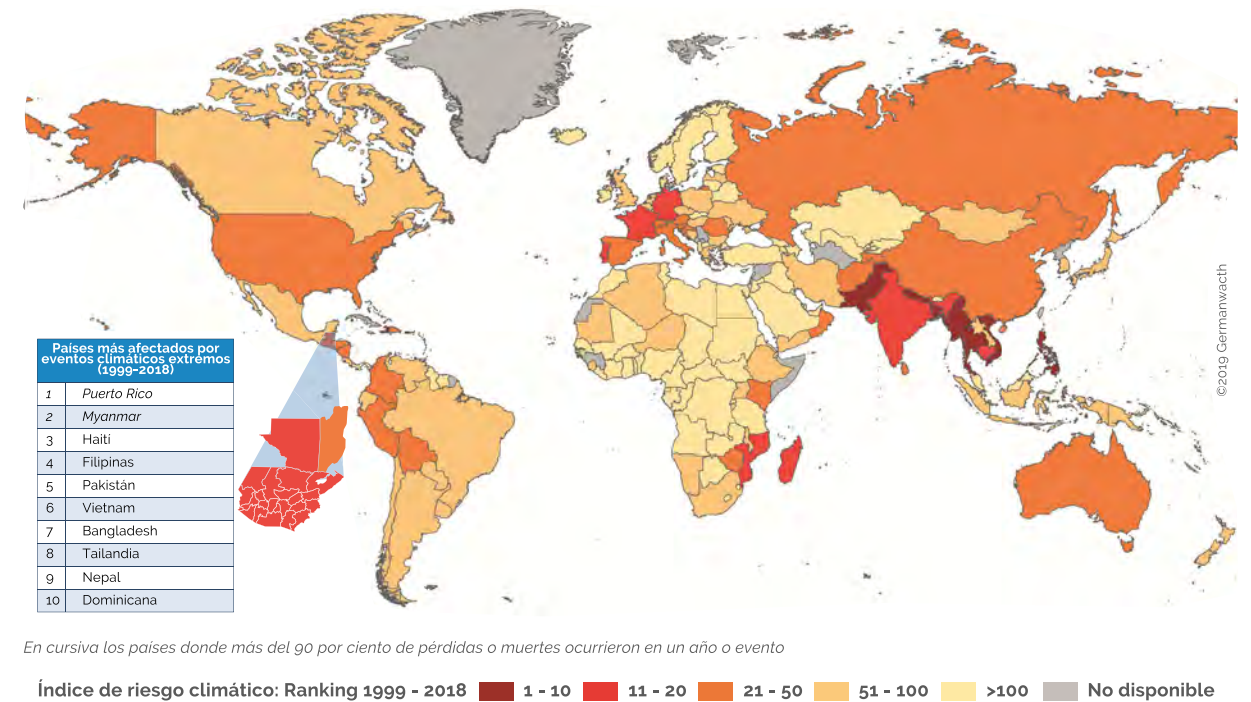 Países más afectados por
eventos climáticos extremos
(1999-2018)
1 Puerto Rico
2 Myanmar
3 Haití
4 Filipinas
5 Pakistán
6 Vietnam
7 Bangladesh
8 Tailandia
9 Nepal
10 Dominicana
©2019 Germanwacth
En cursiva los países donde más del 90 por ciento de pérdidas o muertes ocurrieron en un año o evento
Índice de riesgo climático: Ranking 1999 - 2018 1 - 10 11 - 20 21 - 50 51 - 100 >100 No disponible